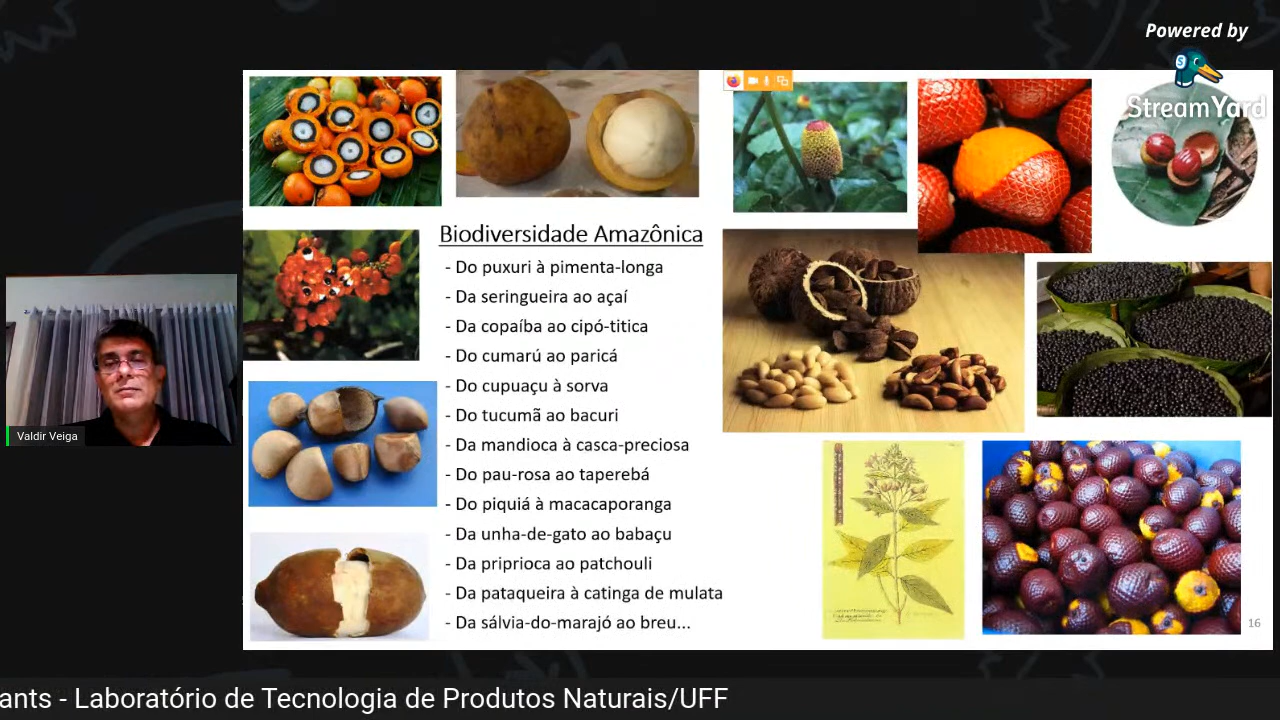 Powered by
StreamYard
Biodiversidade Amazônica
- Do puxuri à pimenta-longa
- Da seringueira ao açaí
- Da copaíba ao cipó-titica
- Do cumarú ao paricá
- Do cupuaçu à sorva
- Do tucumã ao bacuri
- Da mandioca à casca-preciosa
- Do pau-rosa ao taperebá
- Do piquiá à macacaporanga
- Da unha-de-gato ao babaçu
- Da priprioca ao patchouli
- Da pataqueira à catinga de mulata
- Da sálvia-do-marajó ao breu...
Valdir Veiga
16
ants - Laboratório de Tecnologia de Produtos Naturais/UFF